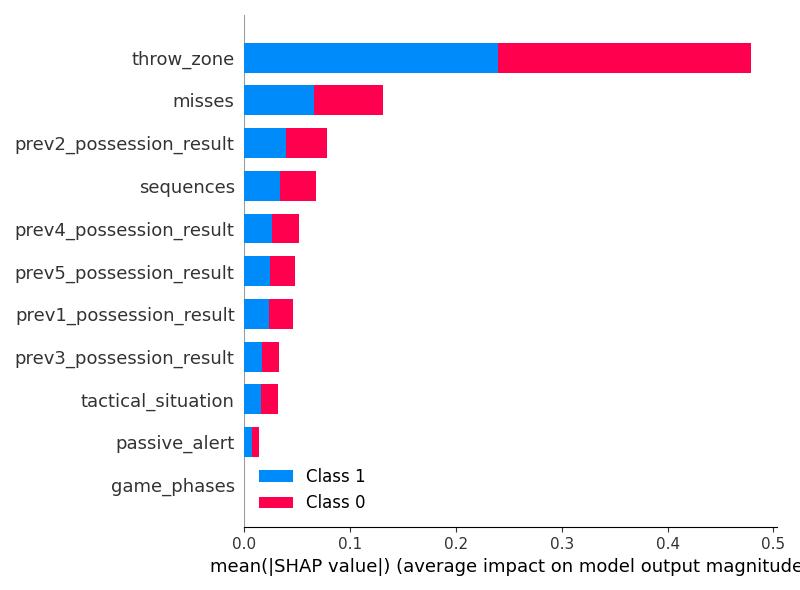 throw_zone
misses
prev2_possession_result
sequences
prev4_possession_result
prev5_possession_result
prev1_possession_result
prev3_possession_result
tactical_situation
passive_alert
game_phases
Class 1
Class 0
0.0 0.1 0.2 0.3 0.4 0.5
mean(|SHAP value|) (average impact on model output magnitude